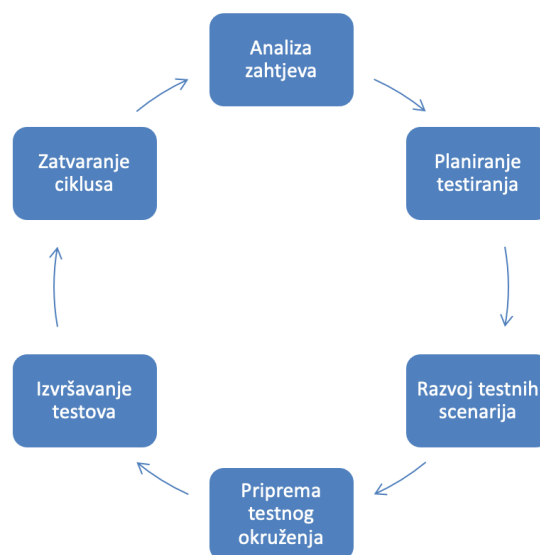 Analiza
zahtjeva
Planiranje
testiranja
Razvoj testnih
scenarija
Priprema
testnog
okruženja
Izvršavanje
testova
Zatvaranje
ciklusa